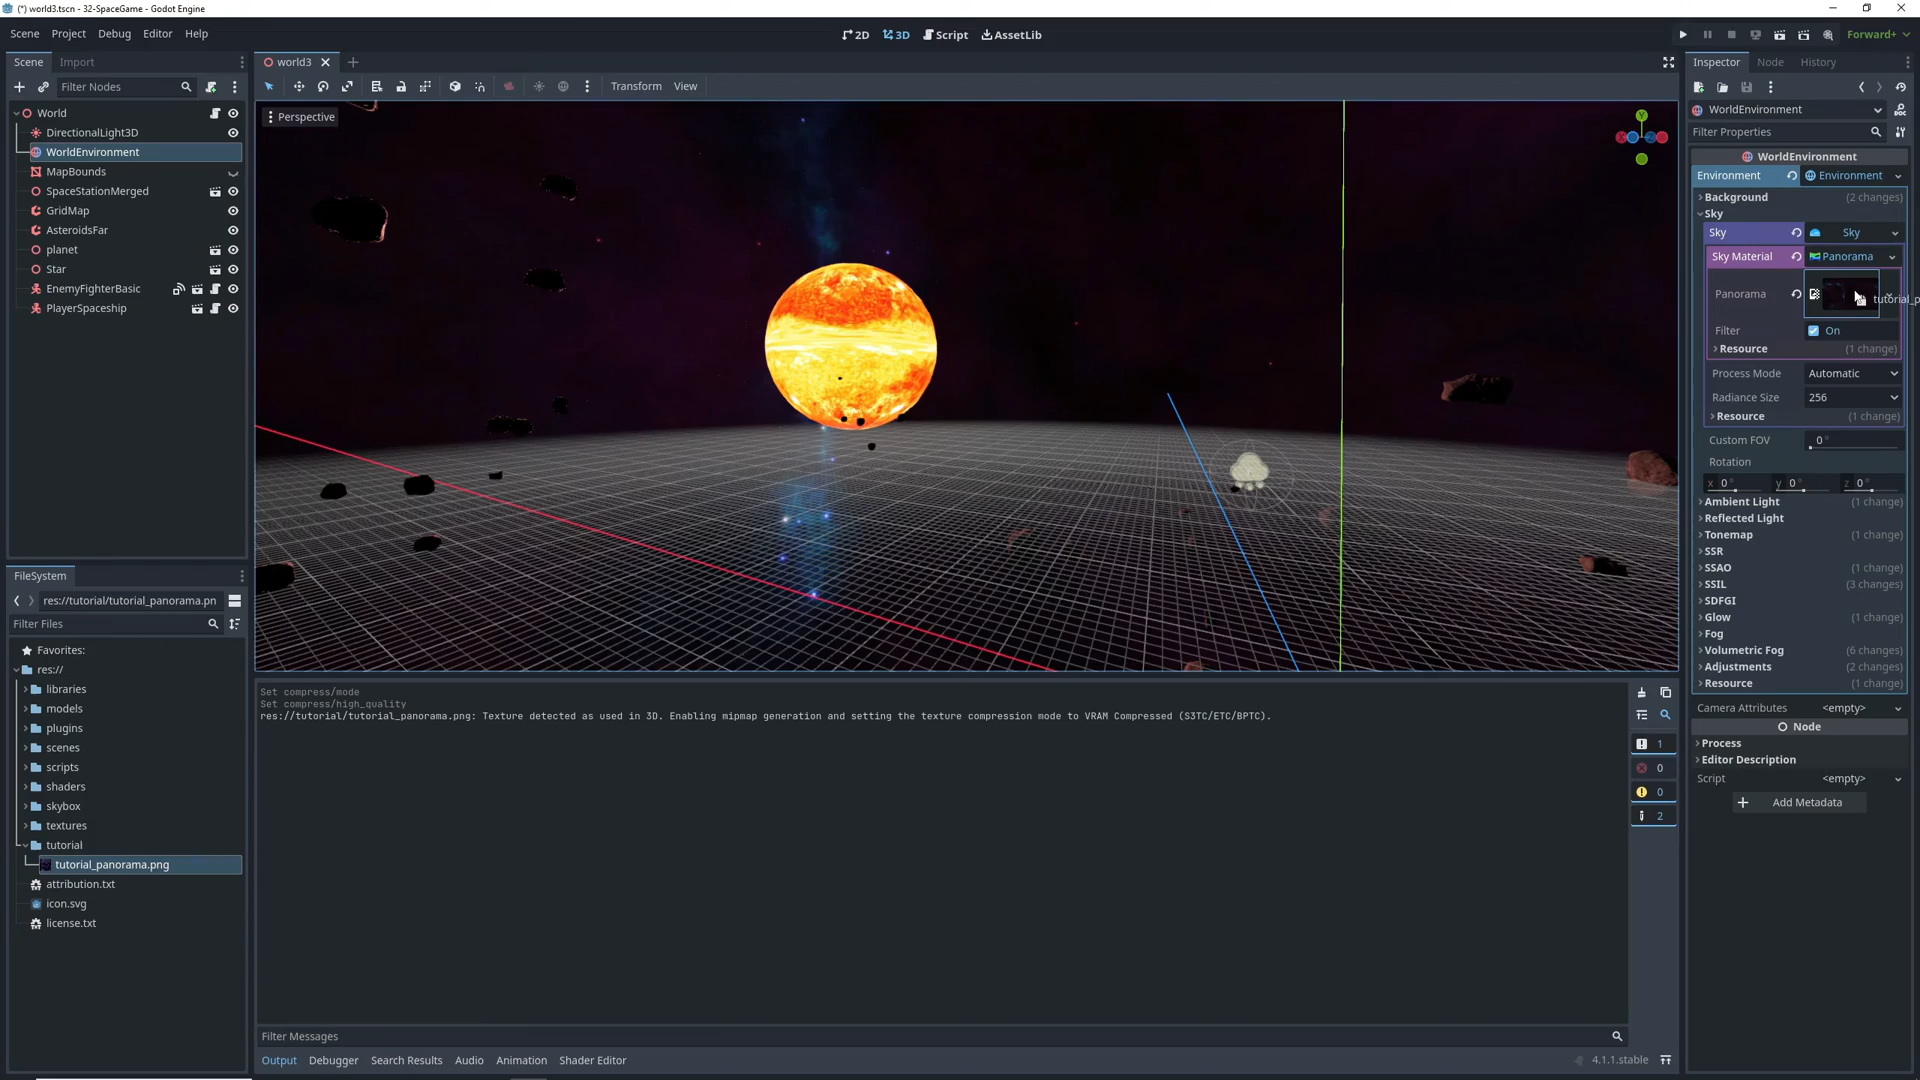 (*) world3.tscn - 32-SpaceGame - Godot Engine
Scene Project Debug Editor Help
2D 3D Script AssetLib
Forward+
Scene Import
Filter Nodes
World
DirectionalLight3D
WorldEnvironment
MapBounds
SpaceStationMerged
GridMap
AsteroidsFar
planet
Star
EnemyFighterBasic
PlayerSpaceship
FileSystem
res://tutorial/tutorial_panorama.pn
Filter Files
Favorites:
res://
libraries
models
plugins
scenes
scripts
shaders
skybox
textures
tutorial
tutorial_panorama.png
attribution.txt
icon.svg
license.txt
world3
Transform View
Perspective
Y
Set compress/mode
Set compress/high_quality
res://tutorial/tutorial_panorama.png: Texture detected as used in 3D. Enabling mipmap generation and setting the texture compression mode to VRAM Compressed (S3TC/ETC/BPTC).
1
0
0
2
Filter Messages
Output Debugger Search Results Audio Animation Shader Editor
4.1.1.stable
Inspector Node History
WorldEnvironment
Filter Properties
WorldEnvironment
Environment Environment
Background (2 changes)
Sky
Sky Sky
Sky Material Panorama
Panorama tutorial_p
Filter On
Resource (1 change)
Process Mode Automatic
Radiance Size 256
Resource (1 change)
Custom FOV 0 °
Rotation
x 0 ° y 0 ° z 0 °
Ambient Light (1 change)
Reflected Light
Tonemap (1 change)
SSR
SSAO (1 change)
SSIL (3 changes)
SDFGI
Glow (1 change)
Fog
Volumetric Fog (6 changes)
Adjustments (2 changes)
Resource (1 change)
Camera Attributes <empty>
Node
Process
Editor Description
Script <empty>
Add Metadata